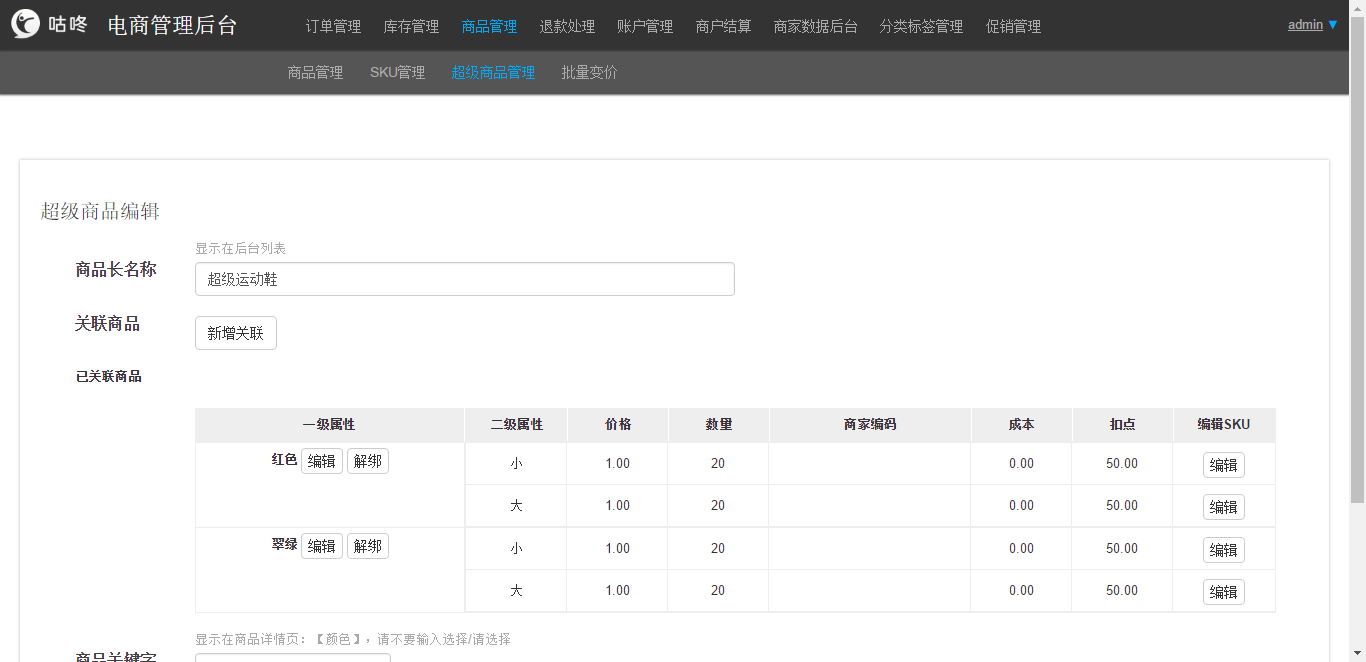 咕咚 电商管理后台 订单管理 库存管理 商品管理 退款处理 账户管理 商户结算 商家数据后台 分类标签管理 促销管理 admin ▼
商品管理 SKU管理 超级商品管理 批量变价
超级商品编辑
显示在后台列表
商品长名称 超级运动鞋
关联商品 新增关联
已关联商品
一级属性 二级属性 价格 数量 商家编码 成本 扣点 编辑SKU
红色 编辑 解绑 小 1.00 20 0.00 50.00 编辑
大 1.00 20 0.00 50.00 编辑
翠绿 编辑 解绑 小 1.00 20 0.00 50.00 编辑
大 1.00 20 0.00 50.00 编辑
显示在商品详情页：【颜色】，请不要输入选择/请选择
商品关键字